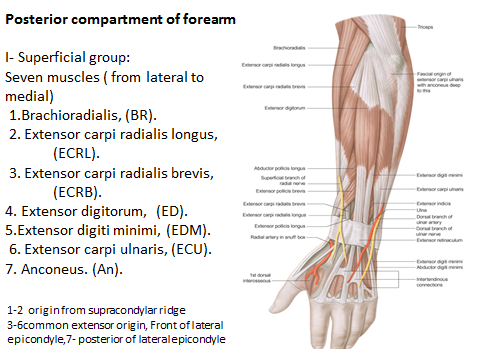 Posterior compartment of forearm
I- Superficial group:
Seven muscles ( from lateral to
medial)
1.Brachioradialis, (BR).
2. Extensor carpi radialis longus,
(ECRL).
3. Extensor carpi radialis brevis,
(ECRB).
4. Extensor digitorum, (ED).
5.Extensor digiti minimi, (EDM).
6. Extensor carpi ulnaris, (ECU).
7. Anconeus. (An).
1-2 origin from supracondylar ridge
3-6common extensor origin, Front of lateral
epicondyle,7- posterior of lateral epicondyle
Triceps
Brachioradialis
Extensor carpi radialis longus
Extensor carpi radialis brevis
Extensor digitorum
Fascial origin of
extensor carpi ulnaris
with anconeus deep
to this
Abductor pollicis longus
Superficial branch of
radial nerve
Extensor pollicis brevis
Extensor carpi radialis brevis
Extensor carpi radialis longus
Extensor pollicis longus
Radial artery in snuff box
1st dorsal
interosseous
Extensor digiti minimi
Extensor carpi ulnaris
Extensor indicis
Ulna
Dorsal branch of
ulnar artery
Dorsal branch of
ulnar nerve
Extensor retinaculum
Extensor digiti minimi
Abductor digiti minimi
Intertendinous
connections